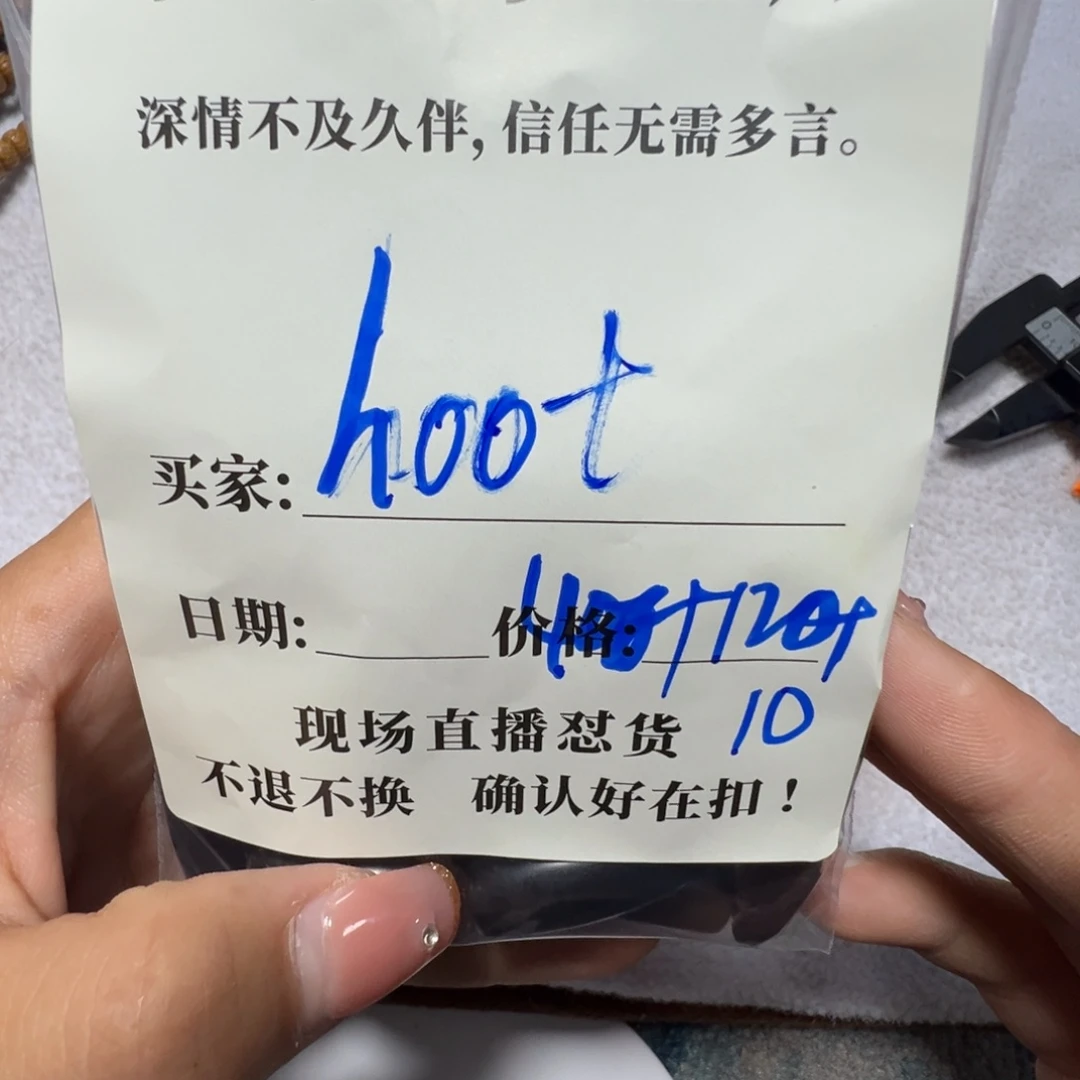 深情不及久伴,信任无需多言。
买家: hoot
日期: 价格: +120+
10
现场直播怼货
不退不换 确认好在扣!